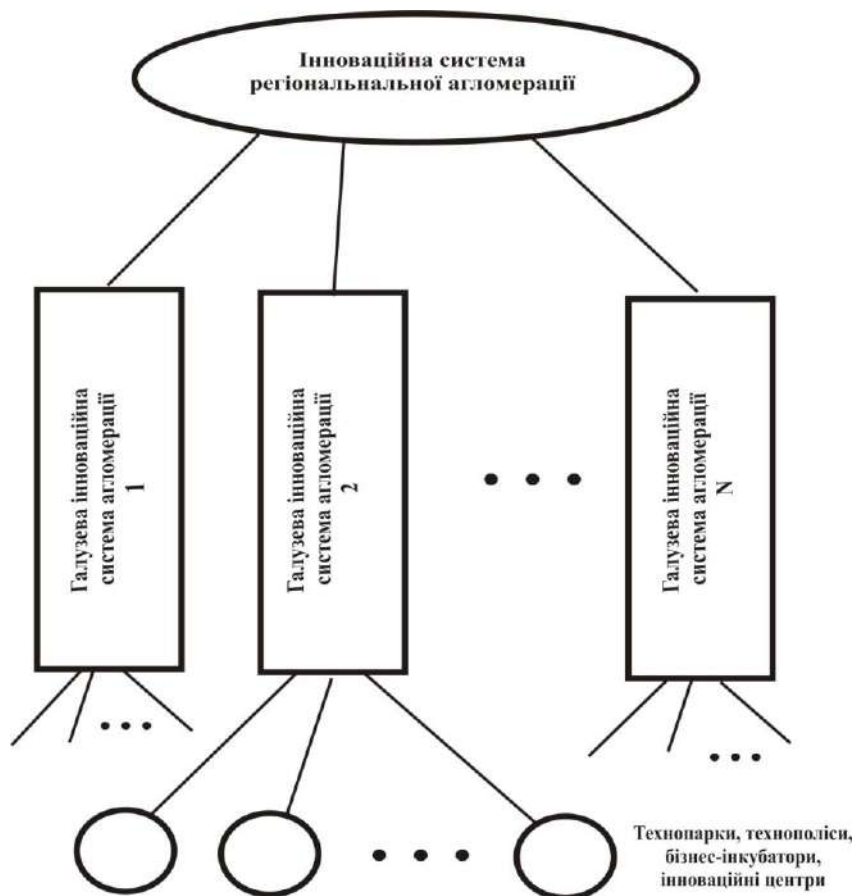 Інноваційна система
регіональнальної агломерації
Галузева інноваційна
система агломерації
1
Галузева інноваційна
система агломерації
2
Галузева інноваційна
система агломерації
N
Технопарки, технополіси,
бізнес-інкубатори,
інноваційні центри